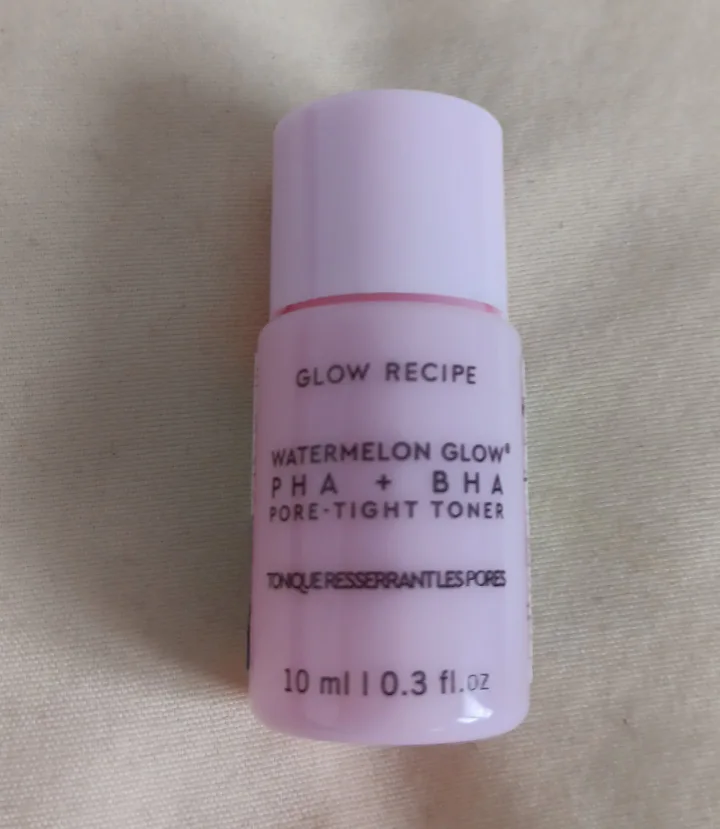 GLOW RECIPE
WATERMELON GLOW®
PHA + BHA
PORE-TIGHT TONER
TONIQUE RESSERRANT LES PORES
10 ml | 0.3 fl.oz